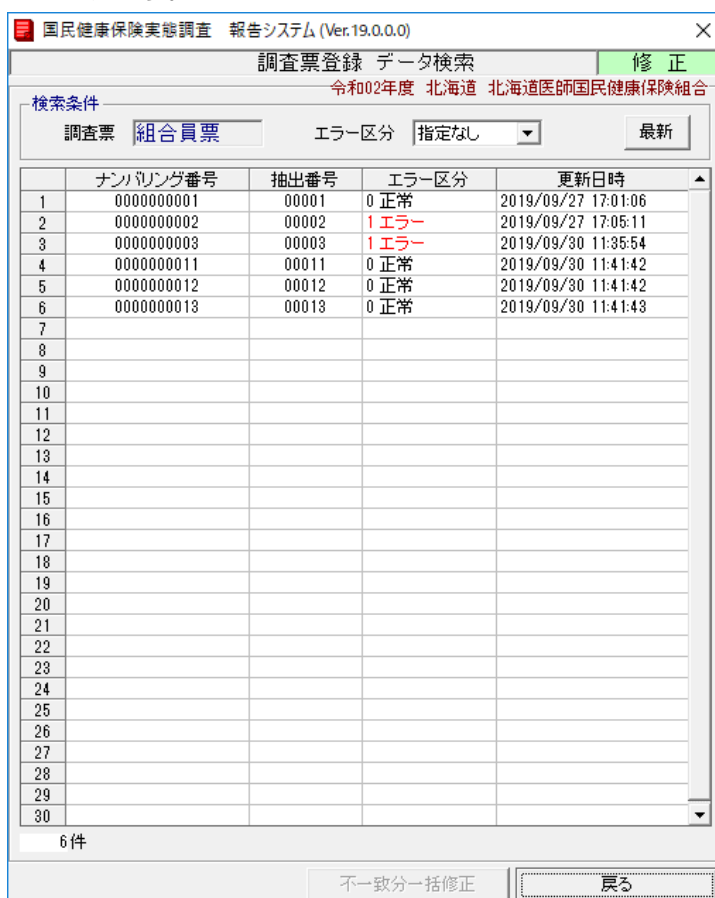 国民健康保険実態調査　報告システム (Ver.19.0.0.0)
調査票登録 データ検索 修 正
令和02年度 北海道 北海道医師国民健康保険組合
検索条件
調査票 組合員票 エラー区分 指定なし 最新
ナンバリング番号 抽出番号 エラー区分 更新日時
1 0000000001 00001 0 正常 2019/09/27 17:01:06
2 0000000002 00002 1 エラー 2019/09/27 17:05:11
3 0000000003 00003 1 エラー 2019/09/30 11:35:54
4 0000000011 00011 0 正常 2019/09/30 11:41:42
5 0000000012 00012 0 正常 2019/09/30 11:41:42
6 0000000013 00013 0 正常 2019/09/30 11:41:43
7
8
9
10
11
12
13
14
15
16
17
18
19
20
21
22
23
24
25
26
27
28
29
30
6件
不一致分一括修正 戻る